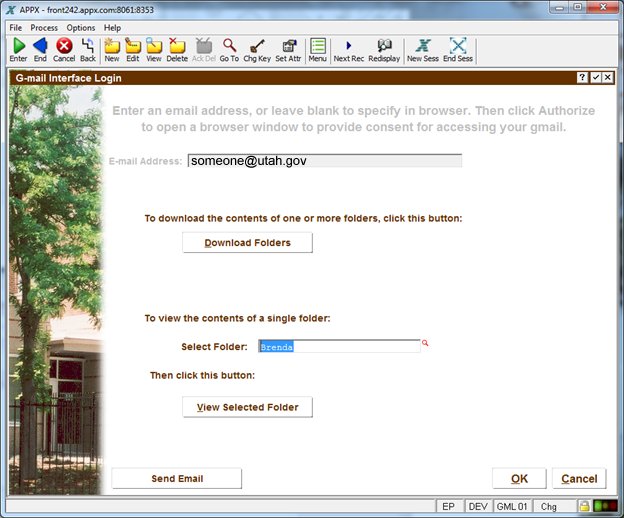 APPX - front242.appx.com:8061:8353
File Process Options Help
Enter End Cancel Back New Edit View Delete Ack Del Go To Chg Key Set Attr Menu Next Rec Redisplay New Sess End Sess
G-mail Interface Login
Enter an email address, or leave blank to specify in browser. Then click Authorize
to open a browser window to provide consent for accessing your gmail.
E-mail Address: someone@utah.gov
To download the contents of one or more folders, click this button:
Download Folders
To view the contents of a single folder:
Select Folder: Brenda
Then click this button:
View Selected Folder
Send Email OK Cancel
EP DEV GML 01 Chg